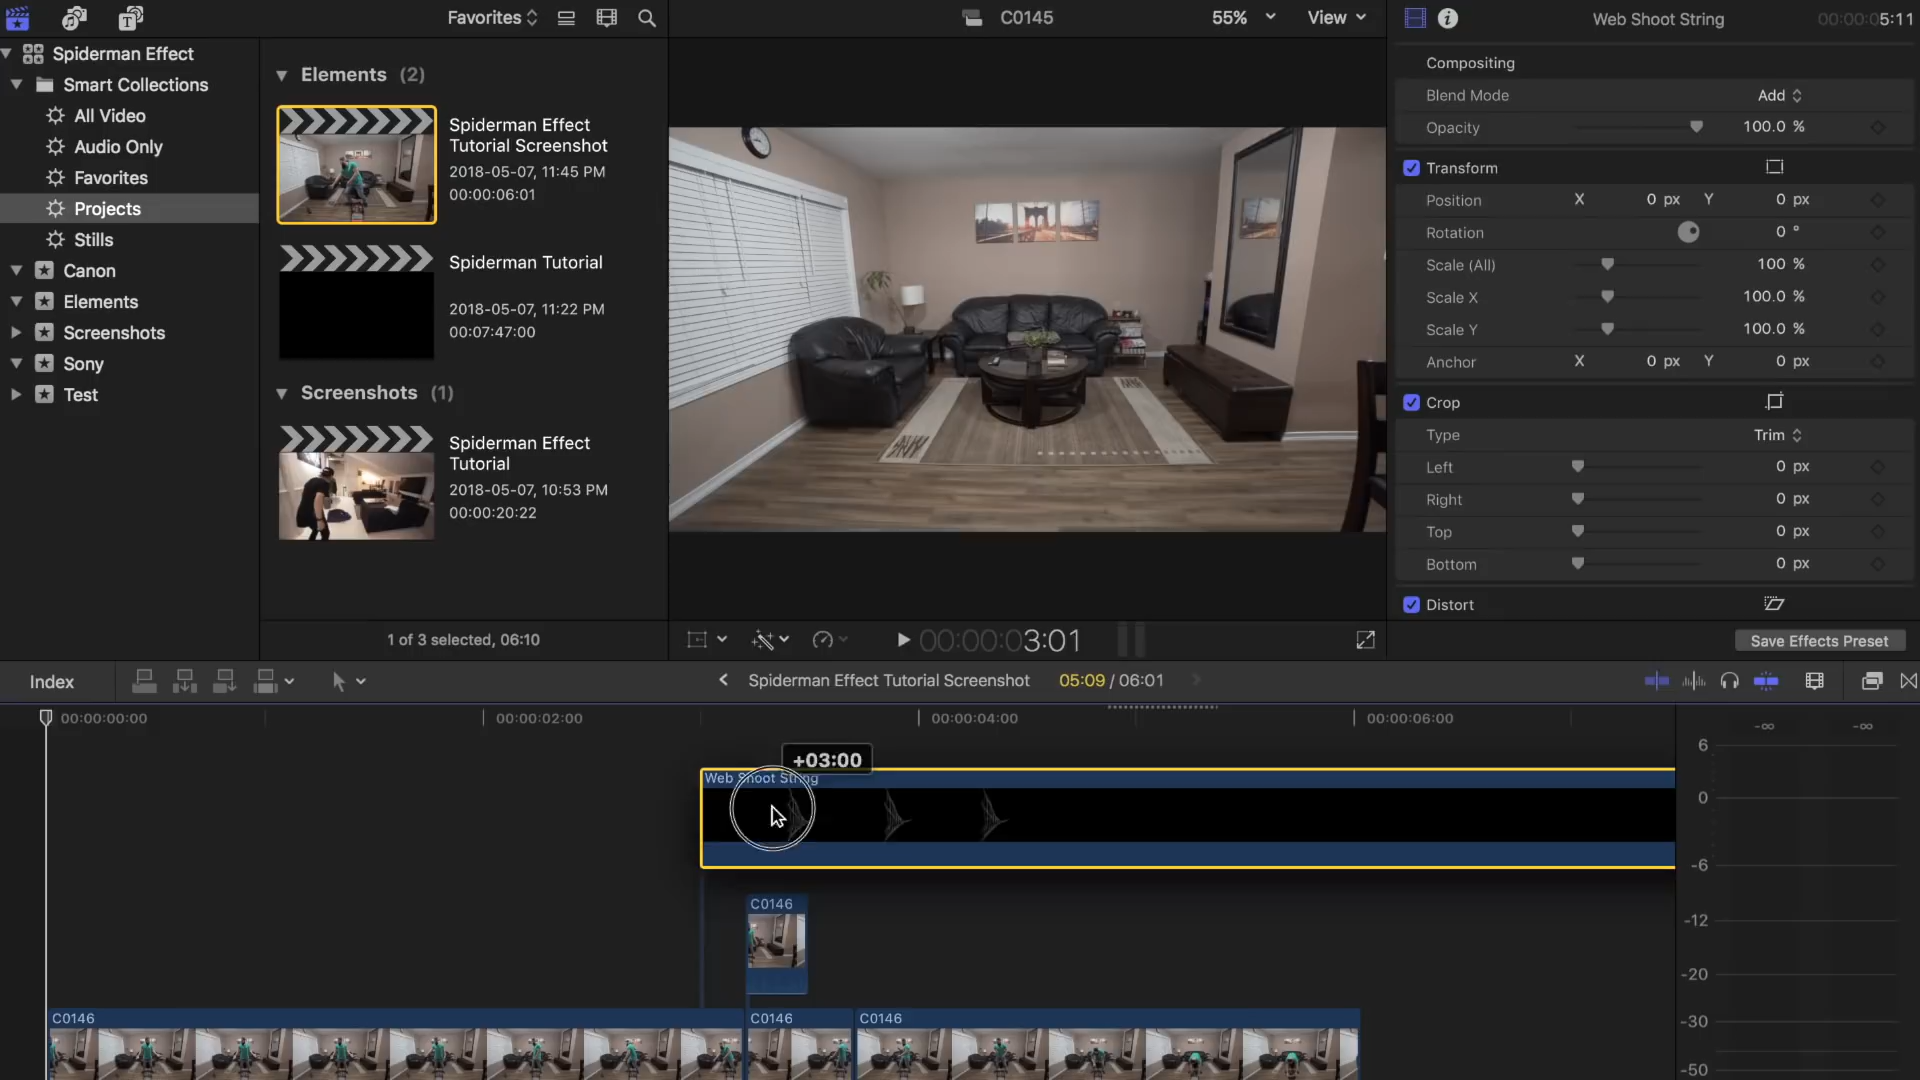 Favorites
C0145
55%
View
Web Shoot String
00:00:05:11
Spiderman Effect
Smart Collections
All Video
Audio Only
Favorites
Projects
Stills
Canon
Elements
Screenshots
Sony
Test
Elements (2)
Spiderman Effect
Tutorial Screenshot
2018-05-07, 11:45 PM
00:00:06:01
Spiderman Tutorial
2018-05-07, 11:22 PM
00:07:47:00
Screenshots (1)
Spiderman Effect
Tutorial
2018-05-07, 10:53 PM
00:00:20:22
1 of 3 selected, 06:10
00:00:03:01
Compositing
Blend Mode Add
Opacity 100.0 %
Transform
Position X 0 px Y 0 px
Rotation 0 °
Scale (All) 100 %
Scale X 100.0 %
Scale Y 100.0 %
Anchor X 0 px Y 0 px
Crop
Type Trim
Left 0 px
Right 0 px
Top 0 px
Bottom 0 px
Distort
Save Effects Preset
Index
Spiderman Effect Tutorial Screenshot 05:09 / 06:01
00:00:00:00 00:00:02:00 00:00:04:00 00:00:06:00
+03:00
Web Shoot String
C0146
C0146 C0146 C0146
-∞ -∞
6
0
-6
-12
-20
-30
-50